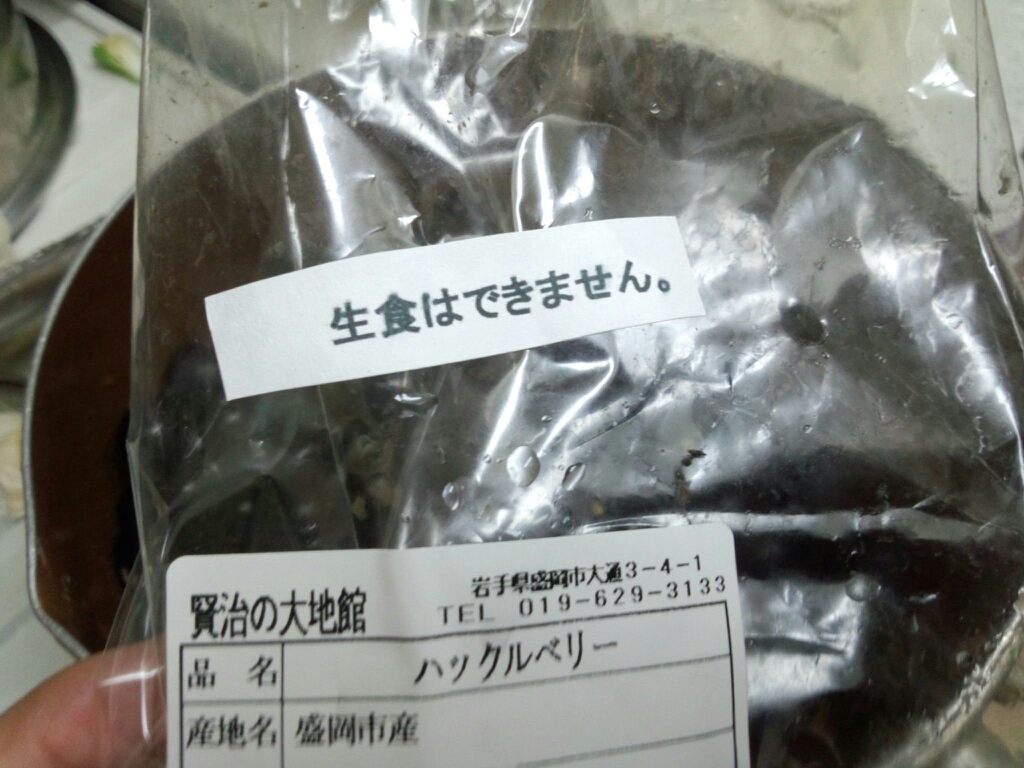 生食はできません。
岩手県盛岡市大通3-4-1
賢治の大地館 TEL 019-629-3133
品 名 ハックルベリー
産地名 盛岡市産